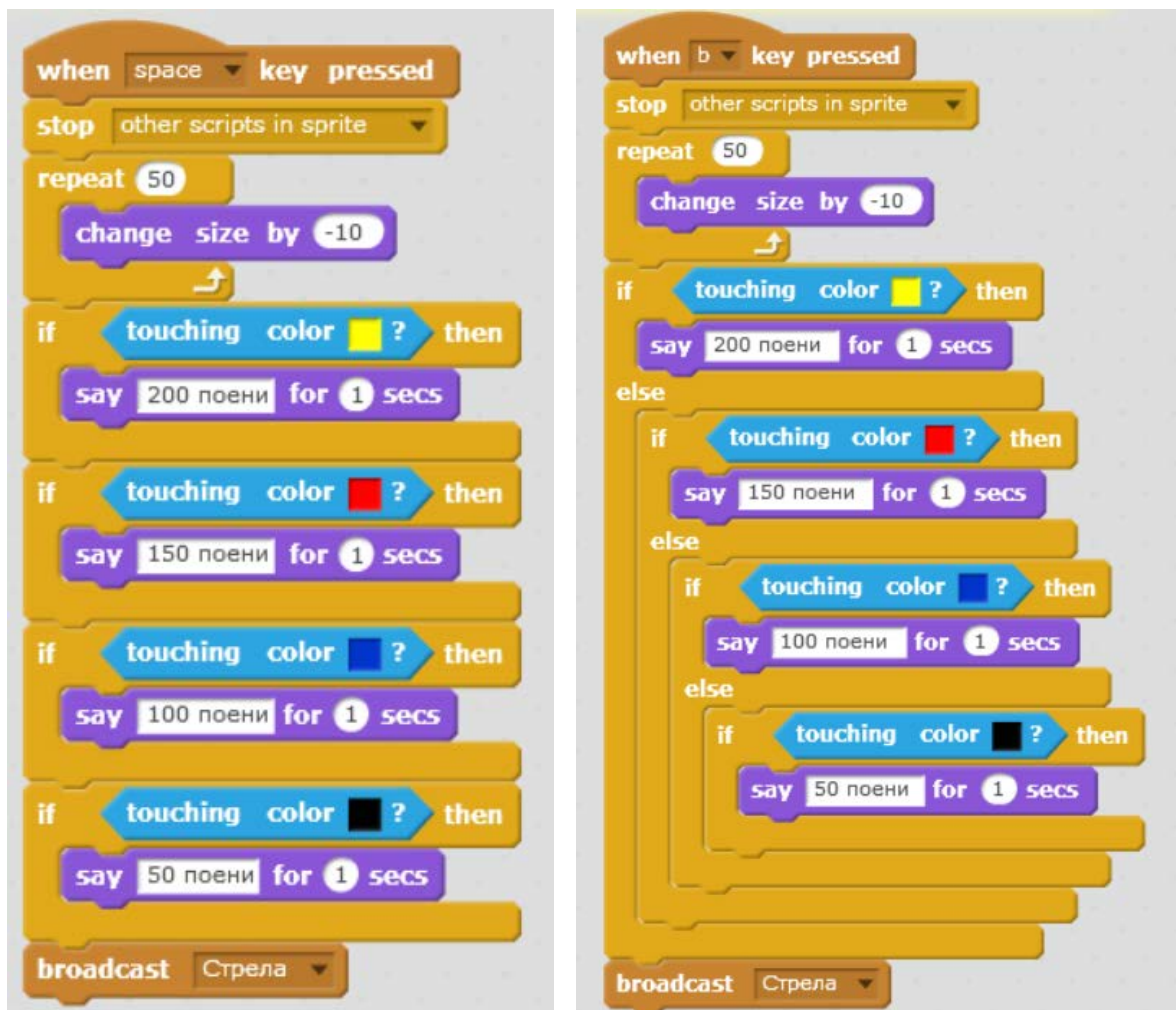 when space key pressed
stop other scripts in sprite
repeat 50
change size by -10
if touching color ? then
say 200 поени for 1 secs
if touching color ? then
say 150 поени for 1 secs
if touching color ? then
say 100 поени for 1 secs
if touching color ? then
say 50 поени for 1 secs
broadcast Стрела
when b key pressed
stop other scripts in sprite
repeat 50
change size by -10
if touching color ? then
say 200 поени for 1 secs
else
if touching color ? then
say 150 поени for 1 secs
else
if touching color ? then
say 100 поени for 1 secs
else
if touching color ? then
say 50 поени for 1 secs
broadcast Стрела